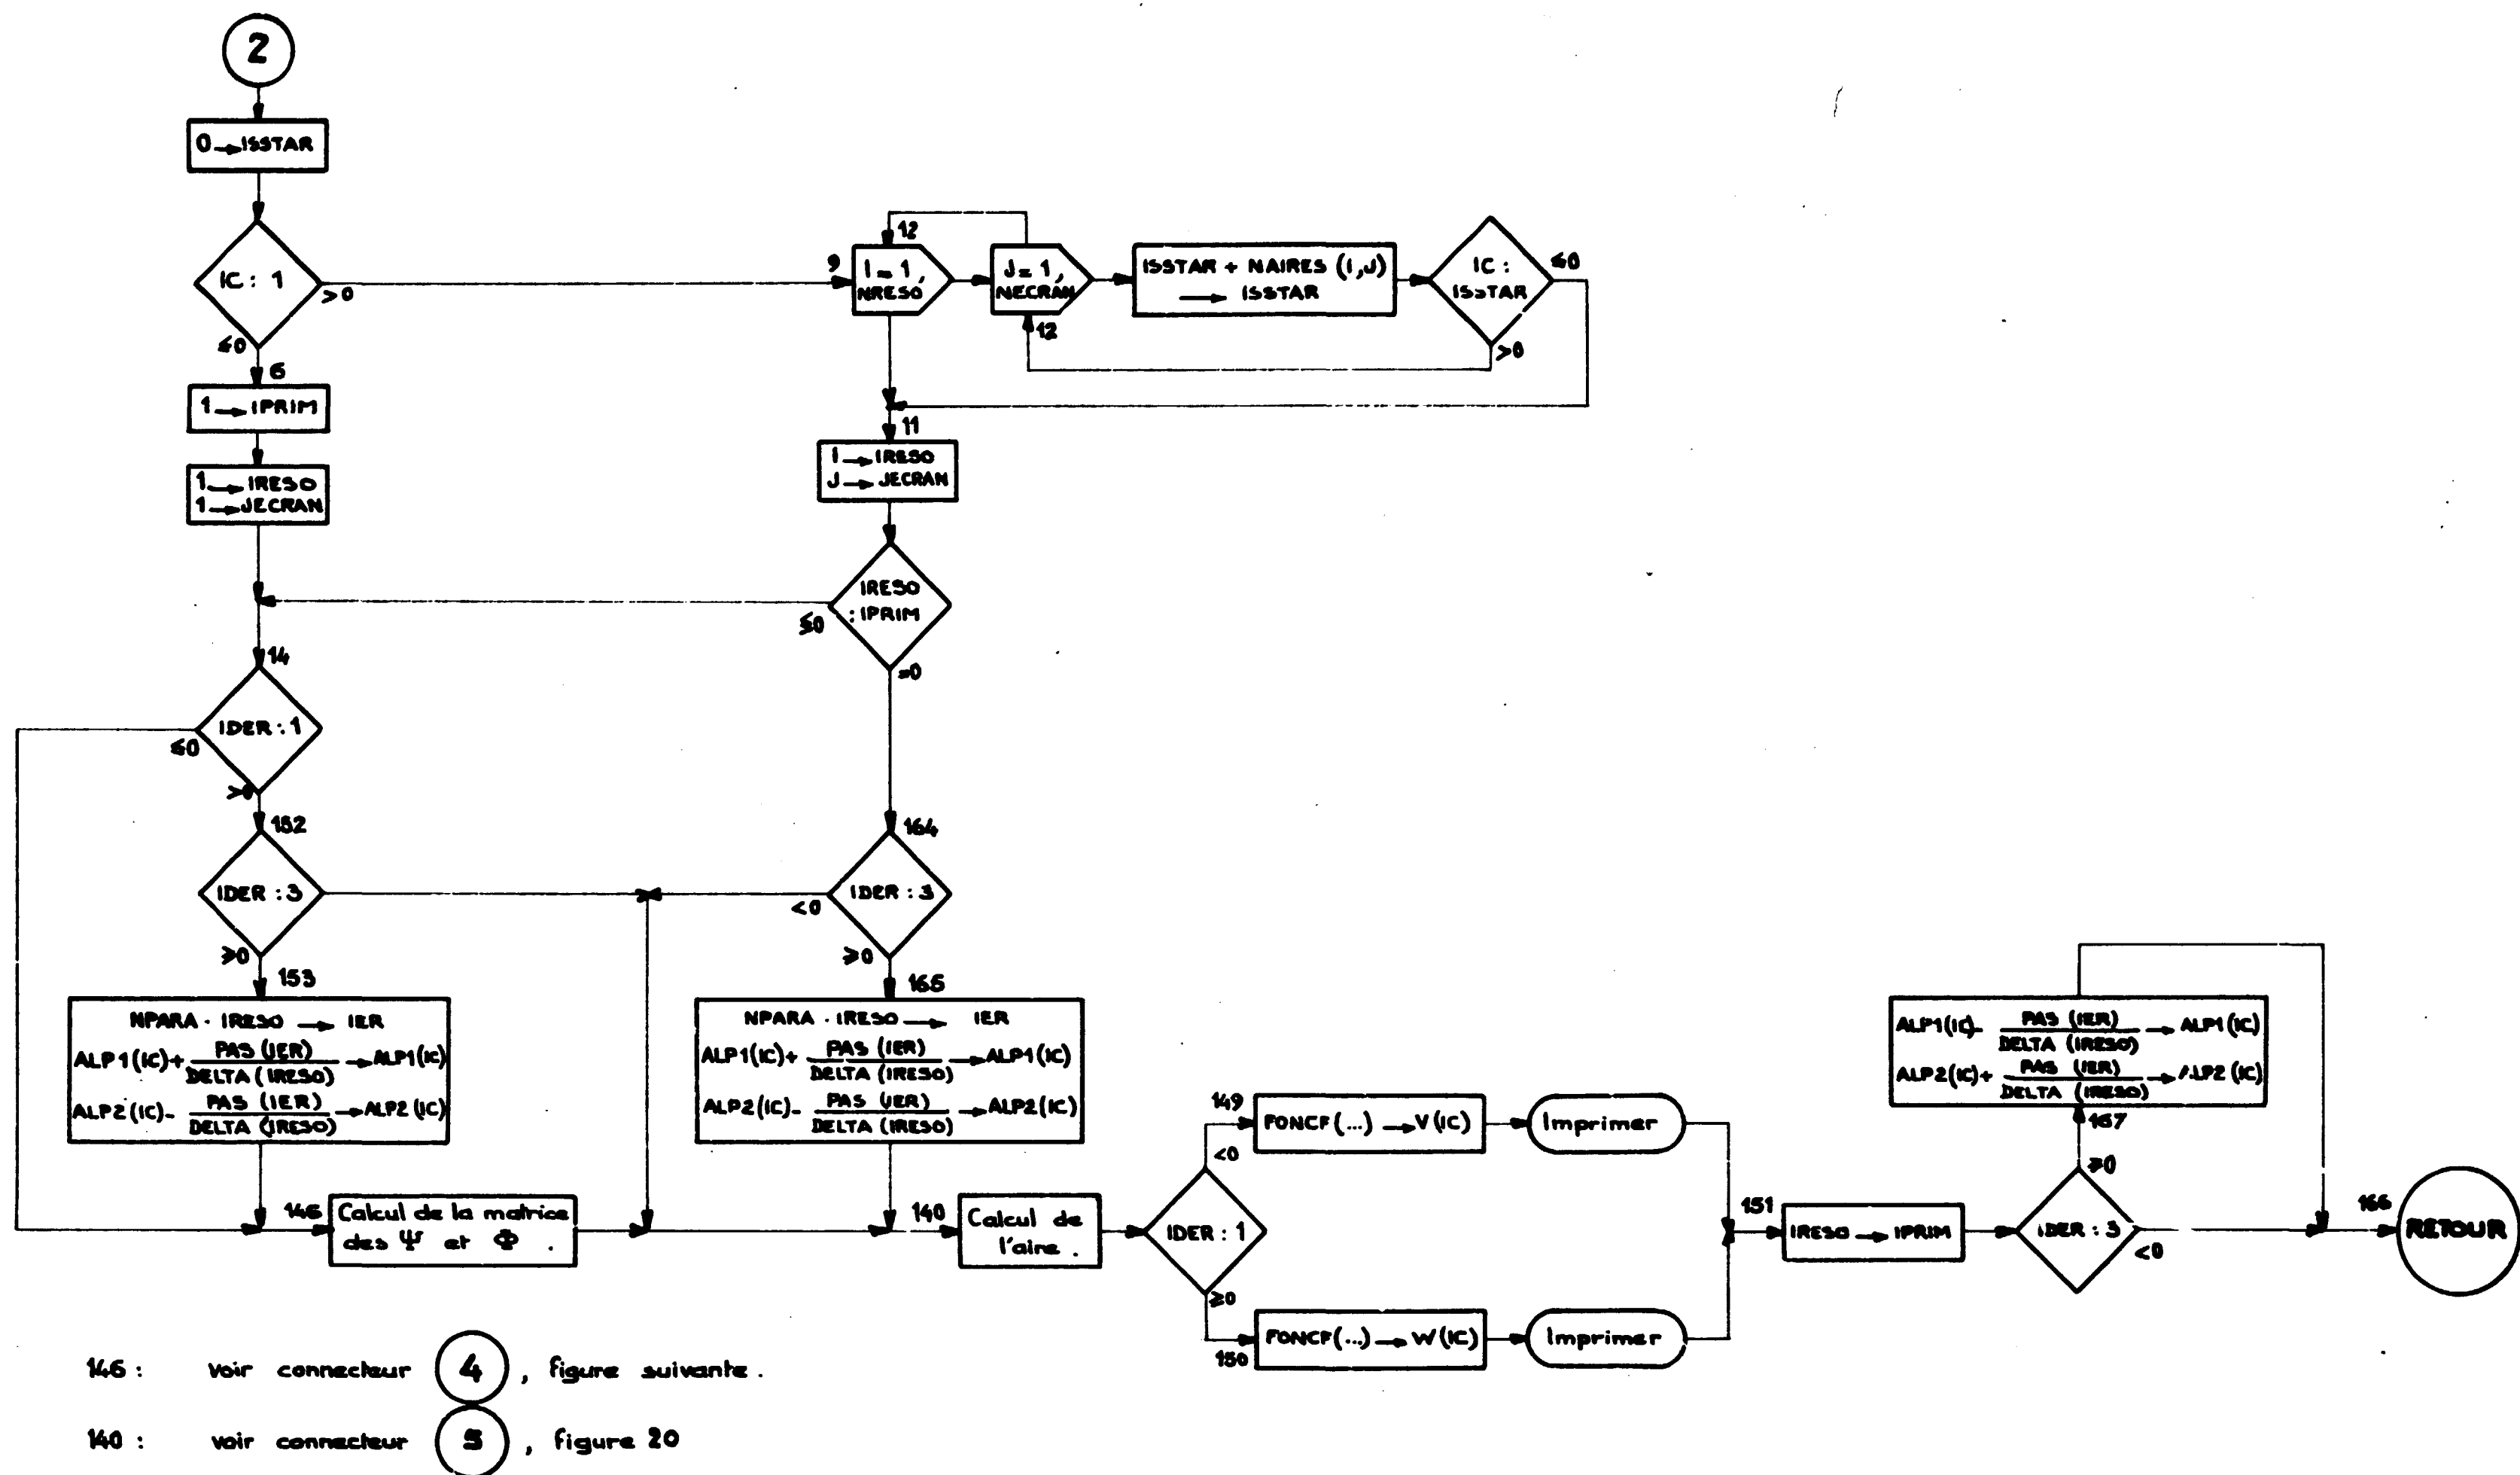 2
0 → ISSTAR
IC : 1
>0
≤0
9
12
I = 1,
NRESO
J = 1,
NECRAN
12
ISSTAR + NAIRES (I,J)
→ ISSTAR
IC :
ISSTAR
≤0
>0
6
1 → IPRIM
1 → IRESO
1 → JECRAN
11
I → IRESO
J → JECRAN
IRESO
: IPRIM
≶0
=0
14
IDER : 1
≤0
>0
152
IDER : 3
≥0
164
IDER : 3
<0
≥0
153
NPARA - IRESO → IER
ALP1(IC)+ PAS (IER) / DELTA (IRESO) → ALP1(IC)
ALP2(IC)- PAS (IER) / DELTA (IRESO) → ALP2(IC)
165
NPARA - IRESO → IER
ALP1(IC)+ PAS (IER) / DELTA (IRESO) → ALP1(IC)
ALP2(IC)- PAS (IER) / DELTA (IRESO) → ALP2(IC)
146
Calcul de la matrice
des Ψ et Φ .
140
Calcul de
l'aire .
IDER : 1
<0
≥0
149
FONCF(...) → V(IC)
Imprimer
150
FONCF(...) → W(IC)
Imprimer
151
IRESO → IPRIM
IDER : 3
≥0
<0
167
ALP1(IC)- PAS (IER) / DELTA (IRESO) → ALP1(IC)
ALP2(IC)+ PAS (IER) / DELTA (IRESO) → ALP2(IC)
166
RETOUR
146 : voir connecteur 4 , figure suivante .
140 : voir connecteur 5 , figure 20